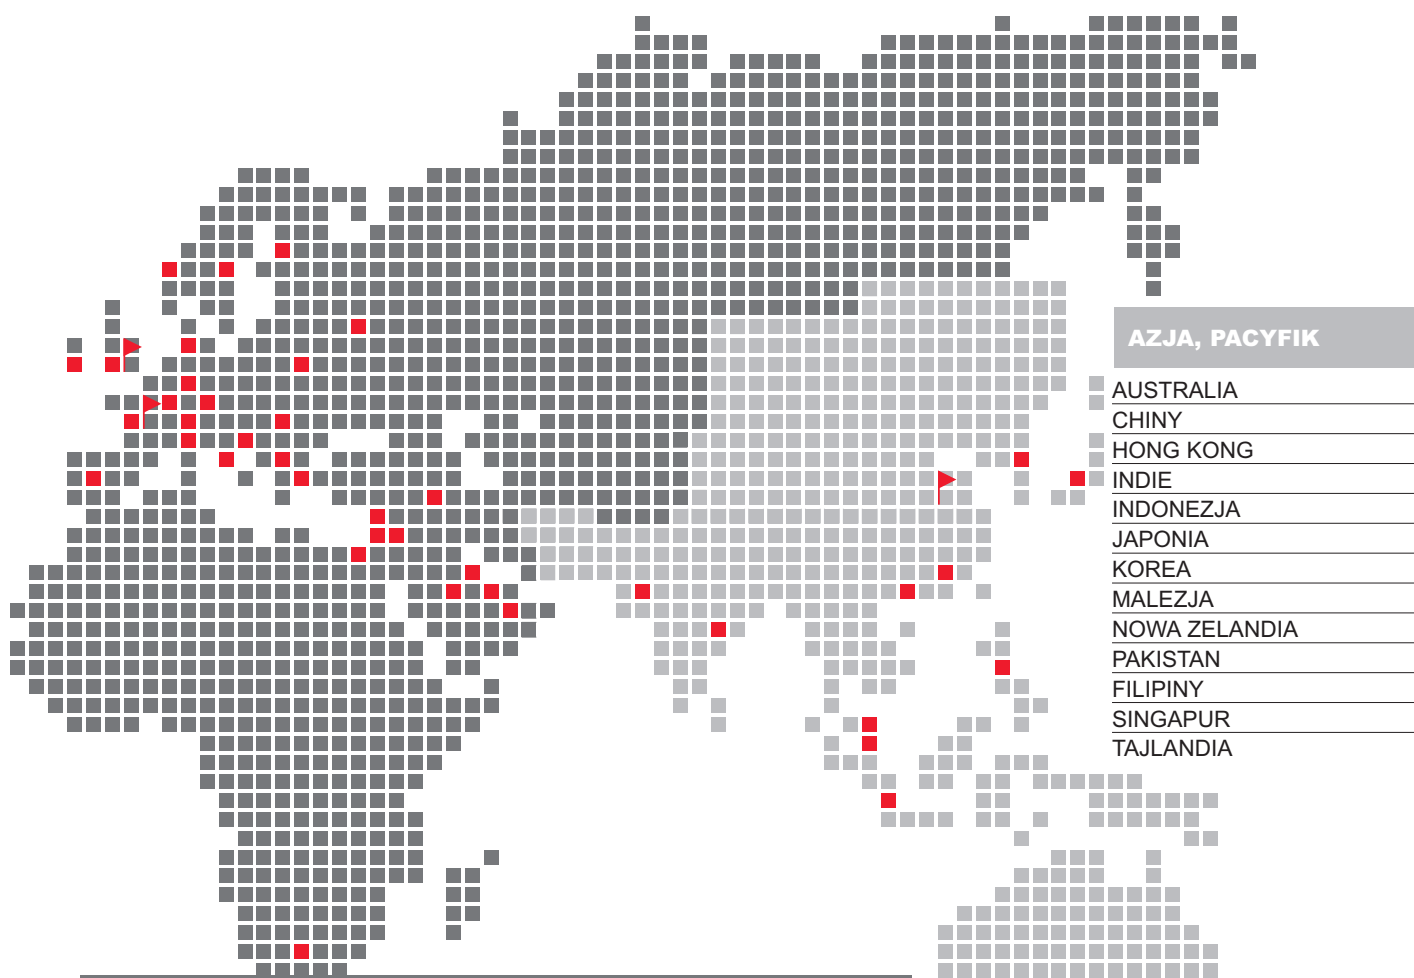 AZJA, PACYFIK
AUSTRALIA
CHINY
HONG KONG
INDIE
INDONEZJA
JAPONIA
KOREA
MALEZJA
NOWA ZELANDIA
PAKISTAN
FILIPINY
SINGAPUR
TAJLANDIA